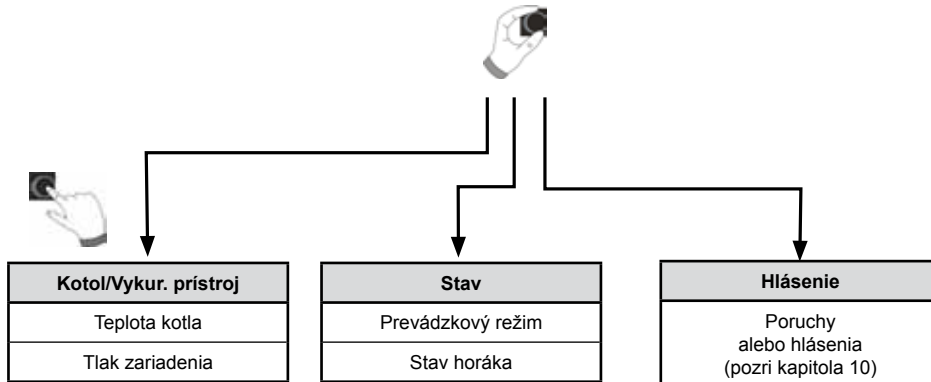 Kotol/Vykur. prístroj
Teplota kotla
Tlak zariadenia
Stav
Prevádzkový režim
Stav horáka
Hlásenie
Poruchy
alebo hlásenia
(pozri kapitola 10)